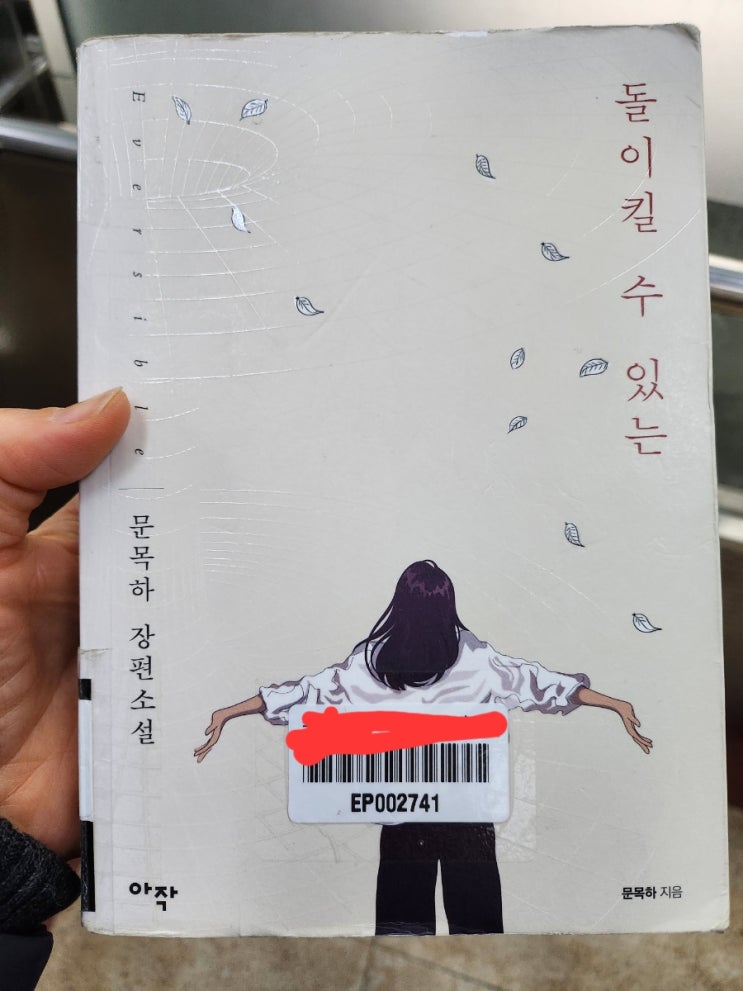 돌이킬 수 있는
Eversible
문목하 장편소설
EP002741
아작
문목하 지음